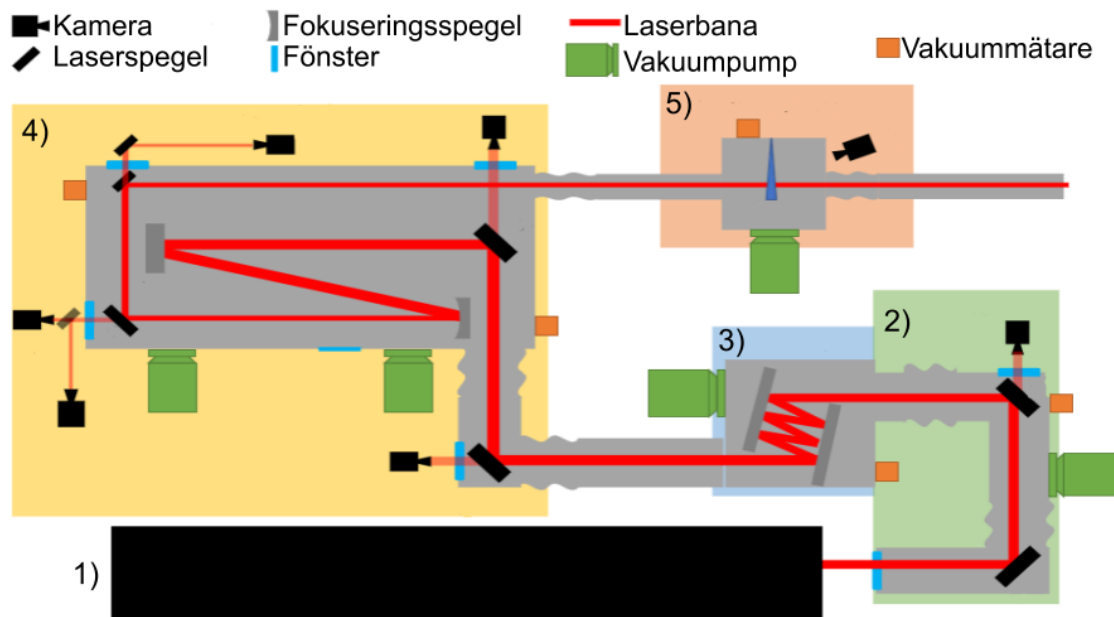 Kamera
Laserspegel
Fokuseringsspegel
Fönster
Laserbana
Vakuumpump
Vakuummätare
4)
5)
2)
3)
1)